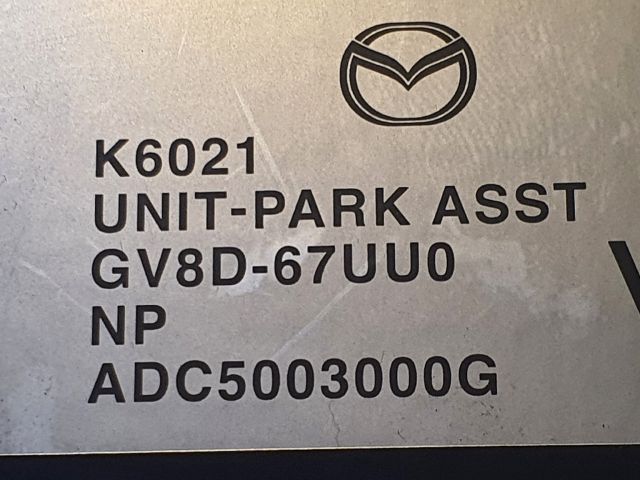 K6021
UNIT-PARK ASST
GV8D-67UU0
NP
ADC5003000G